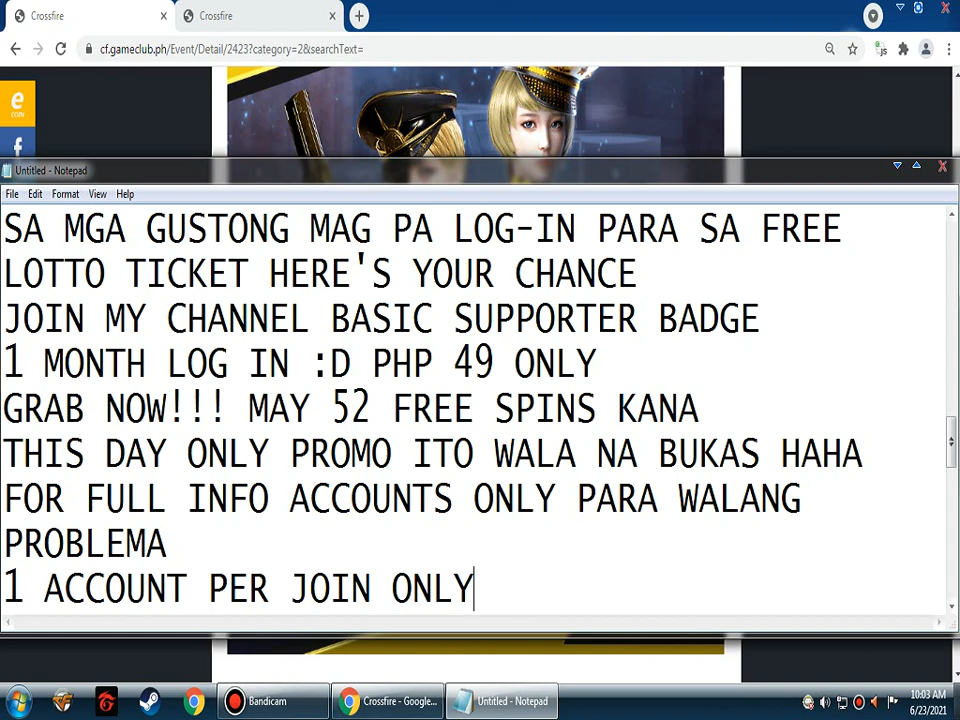 Crossfire
Crossfire
cf.gameclub.ph/Event/Detail/2423?category=2&searchText=
e
COIN
f
Untitled - Notepad
File Edit Format View Help
SA MGA GUSTONG MAG PA LOG-IN PARA SA FREE
LOTTO TICKET HERE'S YOUR CHANCE
JOIN MY CHANNEL BASIC SUPPORTER BADGE
1 MONTH LOG IN :D PHP 49 ONLY
GRAB NOW!!! MAY 52 FREE SPINS KANA
THIS DAY ONLY PROMO ITO WALA NA BUKAS HAHA
FOR FULL INFO ACCOUNTS ONLY PARA WALANG
PROBLEMA
1 ACCOUNT PER JOIN ONLY
Bandicam
Crossfire - Google...
Untitled - Notepad
10:03 AM
6/23/2021